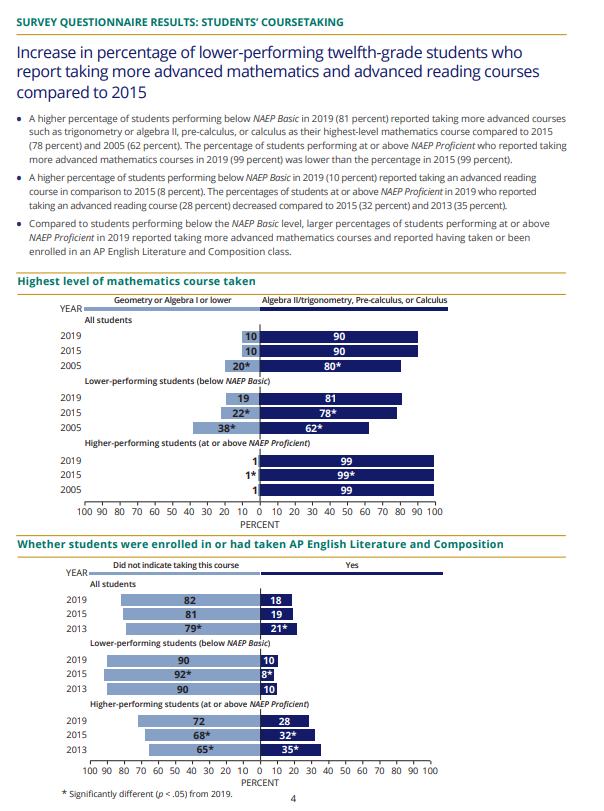 SURVEY QUESTIONNAIRE RESULTS: STUDENTS' COURSETAKING
Increase in percentage of lower-performing twelfth-grade students who
report taking more advanced mathematics and advanced reading courses
compared to 2015
• A higher percentage of students performing below NAEP Basic in 2019 (81 percent) reported taking more advanced courses
such as trigonometry or algebra II, pre-calculus, or calculus as their highest-level mathematics course compared to 2015
(78 percent) and 2005 (62 percent). The percentage of students performing at or above NAEP Proficient who reported taking
more advanced mathematics courses in 2019 (99 percent) was lower than the percentage in 2015 (99 percent).
• A higher percentage of students performing below NAEP Basic in 2019 (10 percent) reported taking an advanced reading
course in comparison to 2015 (8 percent). The percentages of students at or above NAEP Proficient in 2019 who reported
taking an advanced reading course (28 percent) decreased compared to 2015 (32 percent) and 2013 (35 percent).
• Compared to students performing below the NAEP Basic level, larger percentages of students performing at or above
NAEP Proficient in 2019 reported taking more advanced mathematics courses and reported having taken or been
enrolled in an AP English Literature and Composition class.
Highest level of mathematics course taken
YEAR Geometry or Algebra I or lower Algebra II/trigonometry, Pre-calculus, or Calculus
All students
2019 10 90
2015 10 90
2005 20* 80*
Lower-performing students (below NAEP Basic)
2019 19 81
2015 22* 78*
2005 38* 62*
Higher-performing students (at or above NAEP Proficient)
2019 1 99
2015 1* 99*
2005 1 99
100 90 80 70 60 50 40 30 20 10 0 10 20 30 40 50 60 70 80 90 100
PERCENT
Whether students were enrolled in or had taken AP English Literature and Composition
YEAR Did not indicate taking this course Yes
All students
2019 82 18
2015 81 19
2013 79* 21*
Lower-performing students (below NAEP Basic)
2019 90 10
2015 92* 8*
2013 90 10
Higher-performing students (at or above NAEP Proficient)
2019 72 28
2015 68* 32*
2013 65* 35*
100 90 80 70 60 50 40 30 20 10 0 10 20 30 40 50 60 70 80 90 100
PERCENT
* Significantly different (p < .05) from 2019.
4